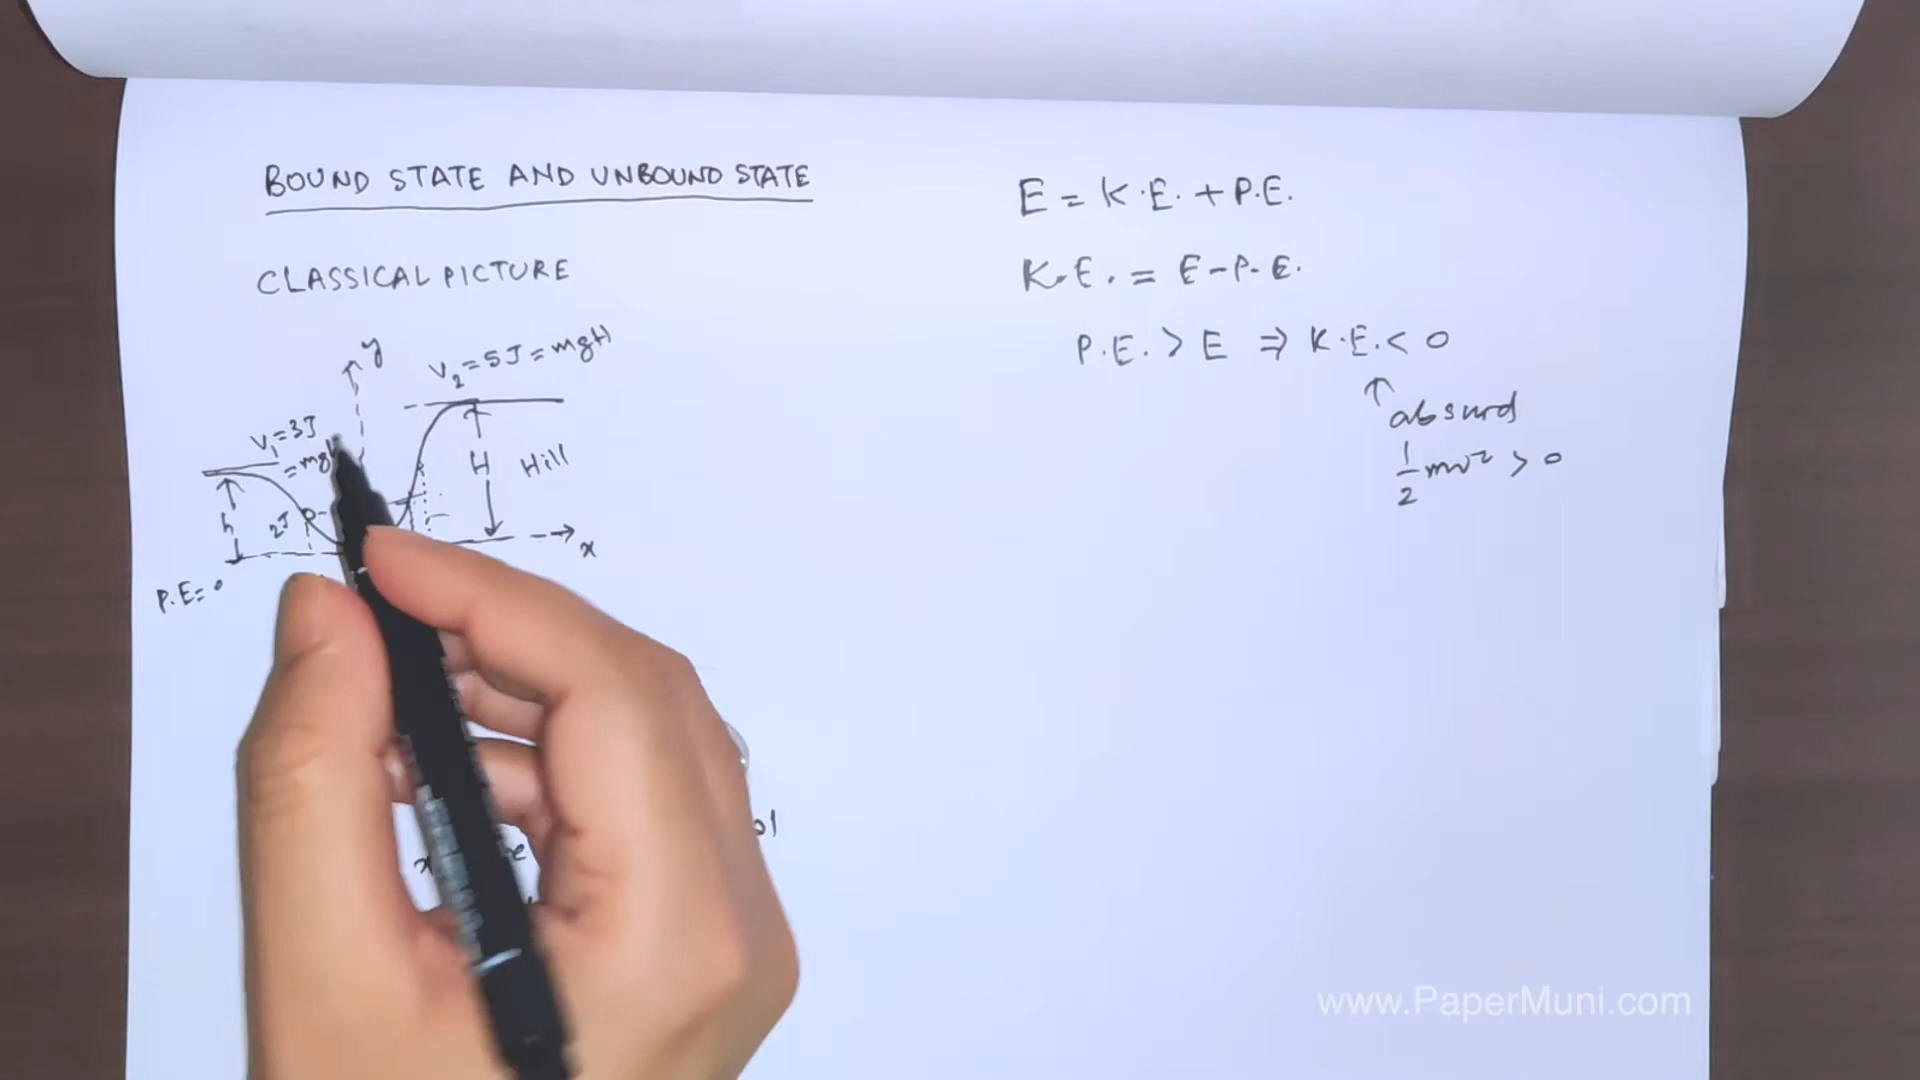 BOUND STATE AND UNBOUND STATE
CLASSICAL PICTURE
y
V₂ = 5J = mgH
V₁ = 3J
= mg
H
Hill
h
2J
x
P.E = 0
E = K.E. + P.E.
K.E. = E - P.E.
P.E. > E ⇒ K.E. < 0
↑
absurd
1/2 mv² > 0
www.PaperMuni.com